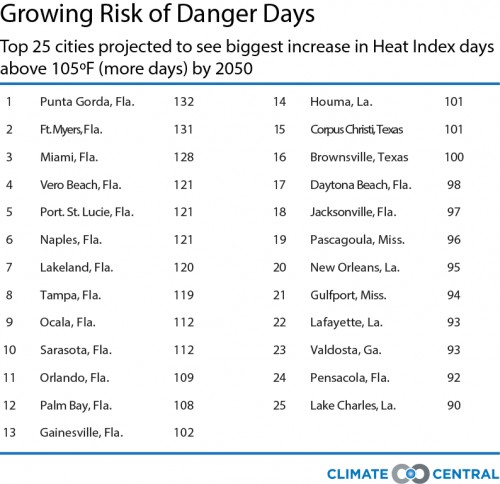 Growing Risk of Danger Days
Top 25 cities projected to see biggest increase in Heat Index days
above 105ºF (more days) by 2050
1 Punta Gorda, Fla. 132
2 Ft. Myers, Fla. 131
3 Miami, Fla. 128
4 Vero Beach, Fla. 121
5 Port. St. Lucie, Fla. 121
6 Naples, Fla. 121
7 Lakeland, Fla. 120
8 Tampa, Fla. 119
9 Ocala, Fla. 112
10 Sarasota, Fla. 112
11 Orlando, Fla. 109
12 Palm Bay, Fla. 108
13 Gainesville, Fla. 102
14 Houma, La. 101
15 Corpus Christi, Texas 101
16 Brownsville, Texas 100
17 Daytona Beach, Fla. 98
18 Jacksonville, Fla. 97
19 Pascagoula, Miss. 96
20 New Orleans, La. 95
21 Gulfport, Miss. 94
22 Lafayette, La. 93
23 Valdosta, Ga. 93
24 Pensacola, Fla. 92
25 Lake Charles, La. 90
CLIMATE CENTRAL